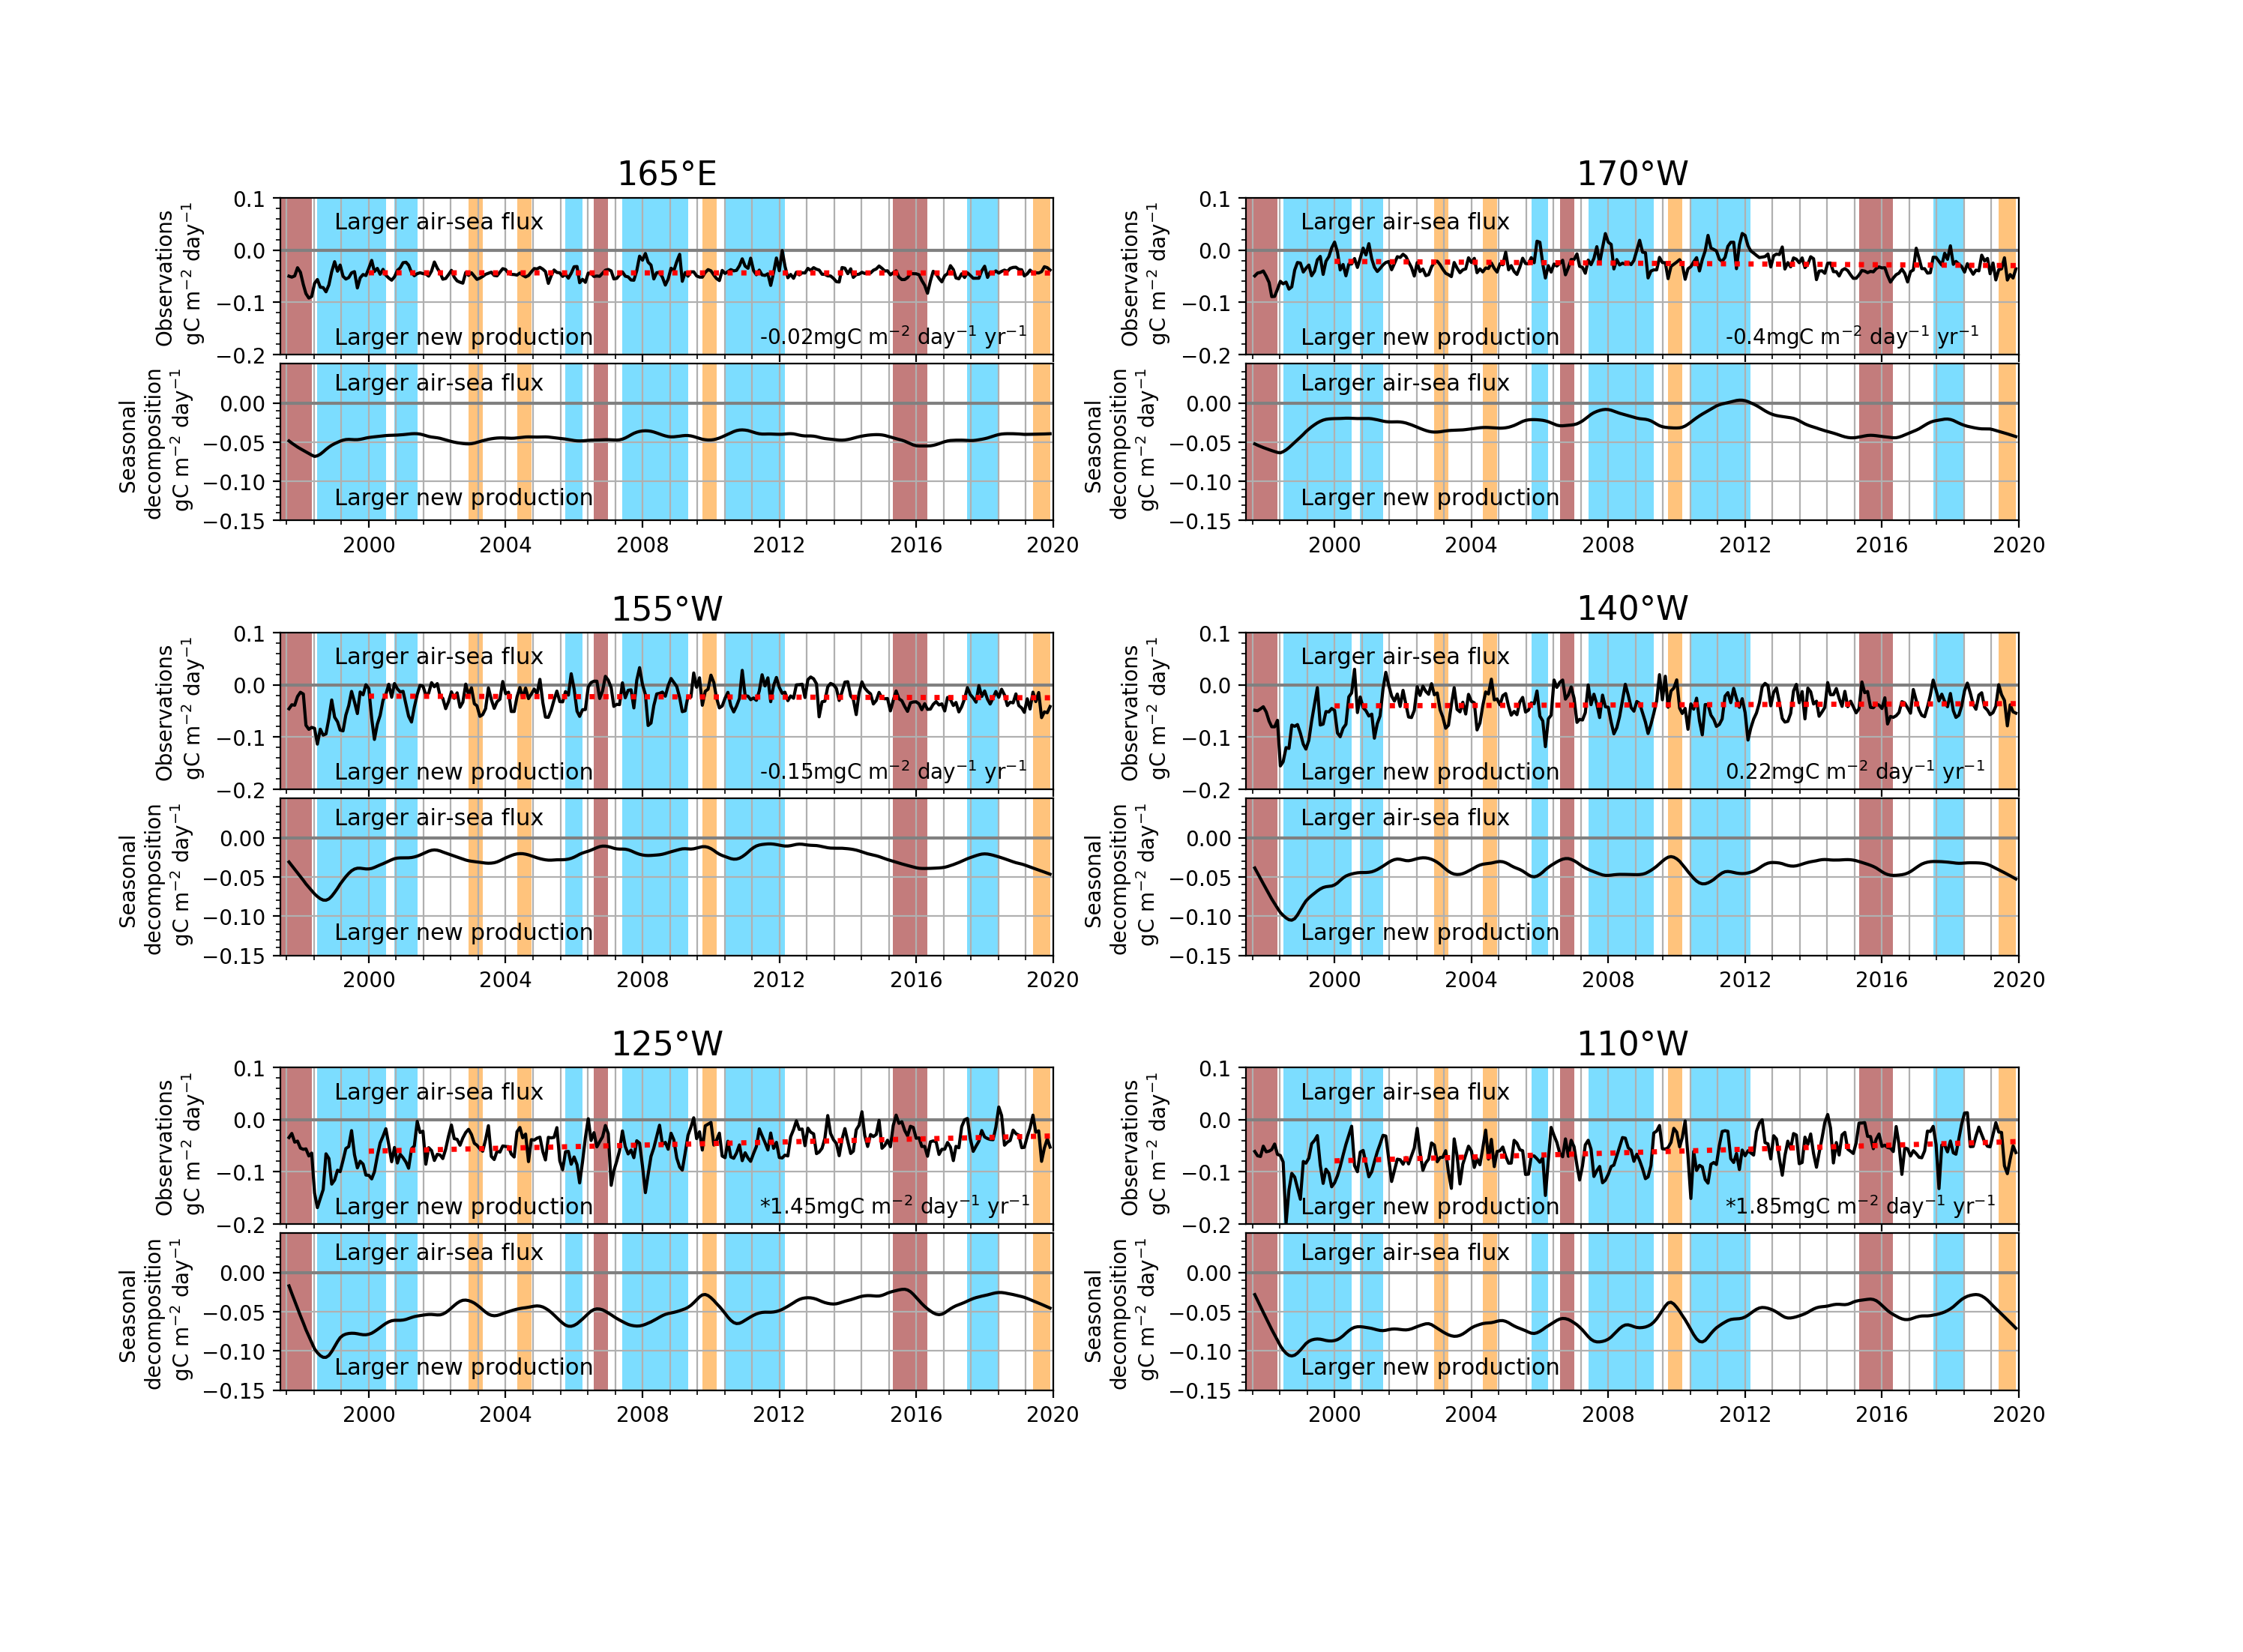 165°E
Observations
gC m⁻² day⁻¹
0.1
0.0
−0.1
−0.2
Larger air-sea flux
Larger new production
-0.02mgC m⁻² day⁻¹ yr⁻¹
Seasonal
decomposition
gC m⁻² day⁻¹
0.00
−0.05
−0.10
−0.15
Larger air-sea flux
Larger new production
2000 2004 2008 2012 2016 2020
170°W
Observations
gC m⁻² day⁻¹
0.1
0.0
−0.1
−0.2
Larger air-sea flux
Larger new production
-0.4mgC m⁻² day⁻¹ yr⁻¹
Seasonal
decomposition
gC m⁻² day⁻¹
0.00
−0.05
−0.10
−0.15
Larger air-sea flux
Larger new production
2000 2004 2008 2012 2016 2020
155°W
Observations
gC m⁻² day⁻¹
0.1
0.0
−0.1
−0.2
Larger air-sea flux
Larger new production
-0.15mgC m⁻² day⁻¹ yr⁻¹
Seasonal
decomposition
gC m⁻² day⁻¹
0.00
−0.05
−0.10
−0.15
Larger air-sea flux
Larger new production
2000 2004 2008 2012 2016 2020
140°W
Observations
gC m⁻² day⁻¹
0.1
0.0
−0.1
−0.2
Larger air-sea flux
Larger new production
0.22mgC m⁻² day⁻¹ yr⁻¹
Seasonal
decomposition
gC m⁻² day⁻¹
0.00
−0.05
−0.10
−0.15
Larger air-sea flux
Larger new production
2000 2004 2008 2012 2016 2020
125°W
Observations
gC m⁻² day⁻¹
0.1
0.0
−0.1
−0.2
Larger air-sea flux
Larger new production
*1.45mgC m⁻² day⁻¹ yr⁻¹
Seasonal
decomposition
gC m⁻² day⁻¹
0.00
−0.05
−0.10
−0.15
Larger air-sea flux
Larger new production
2000 2004 2008 2012 2016 2020
110°W
Observations
gC m⁻² day⁻¹
0.1
0.0
−0.1
−0.2
Larger air-sea flux
Larger new production
*1.85mgC m⁻² day⁻¹ yr⁻¹
Seasonal
decomposition
gC m⁻² day⁻¹
0.00
−0.05
−0.10
−0.15
Larger air-sea flux
Larger new production
2000 2004 2008 2012 2016 2020